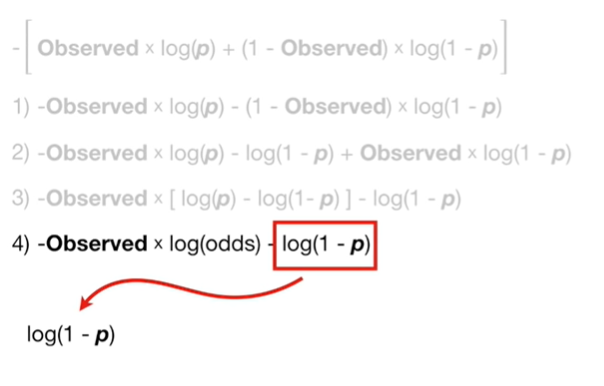 -[ Observed × log(p) + (1 - Observed) × log(1 - p)]
1) -Observed × log(p) - (1 - Observed) × log(1 - p)
2) -Observed × log(p) - log(1 - p) + Observed × log(1 - p)
3) -Observed × [ log(p) - log(1- p) ] - log(1 - p)
4) -Observed × log(odds) - log(1 - p)
log(1 - p)